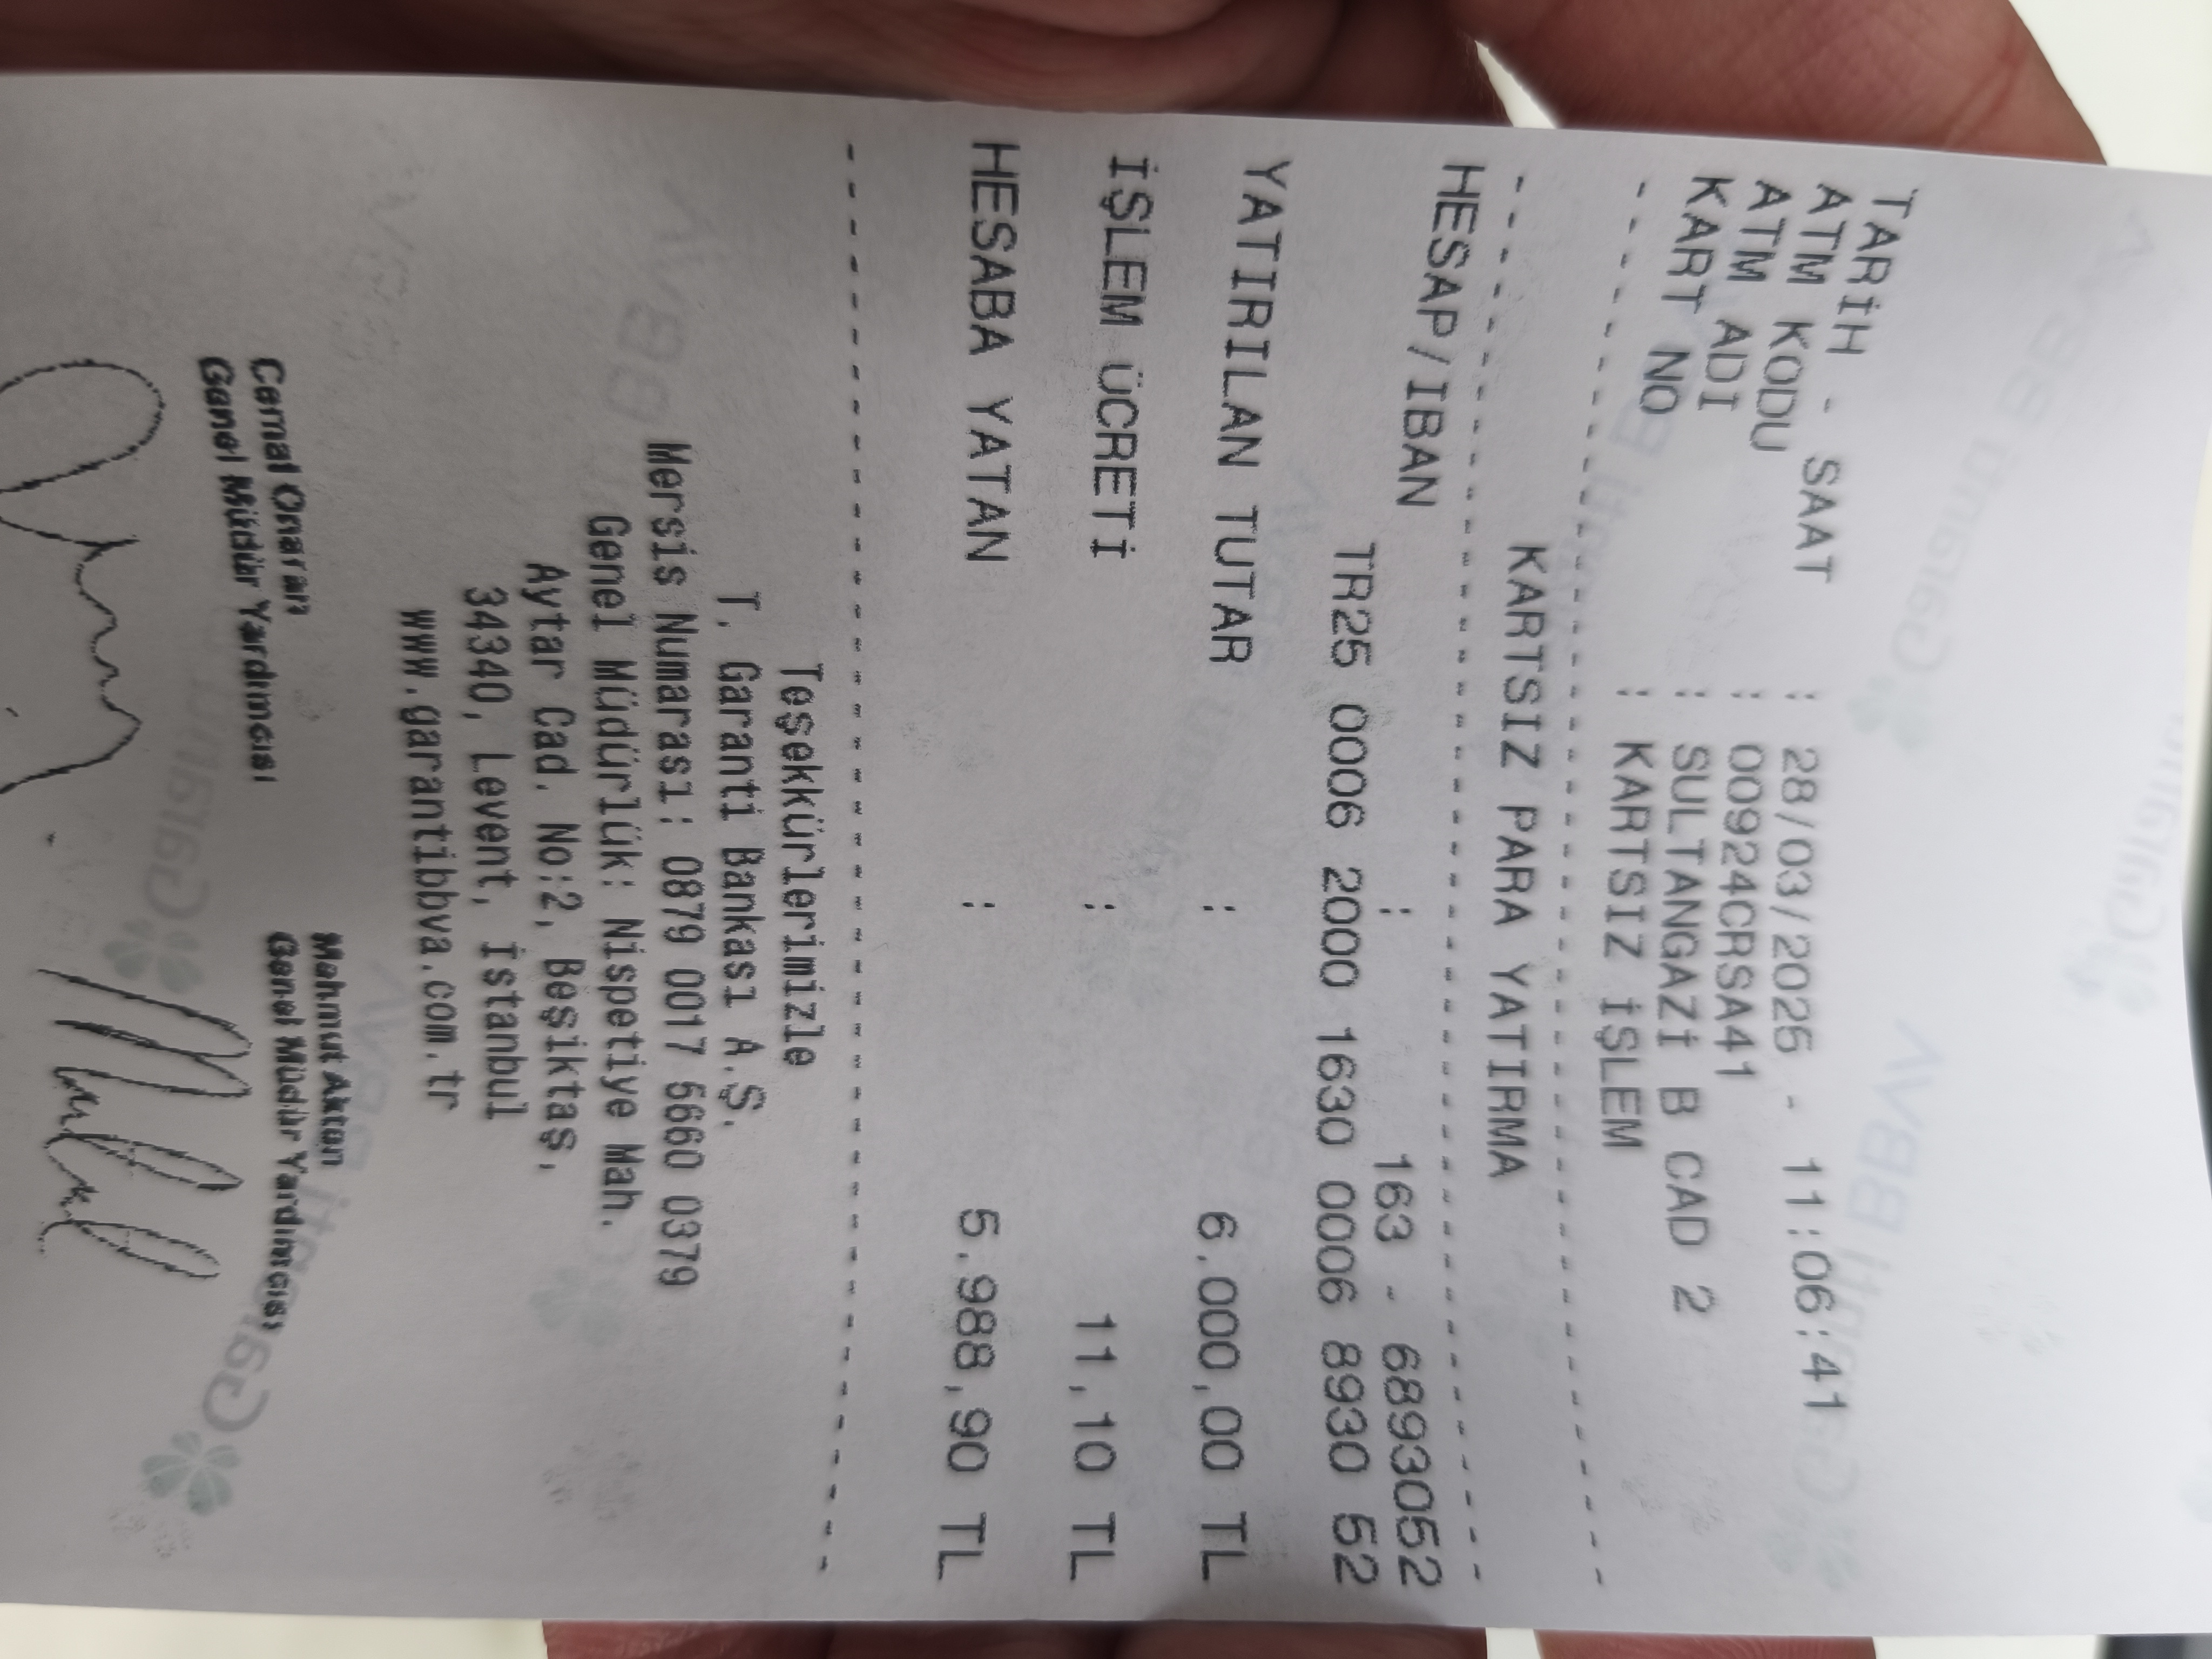 TARİH - SAAT : 28/03/2025 - 11:06:41
ATM KODU : 00924CRSA41
ATM ADI : SULTANGAZİ B CAD 2
KART NO : KARTSIZ İŞLEM
KARTSIZ PARA YATIRMA
HESAP/IBAN : 163 - 6893052
TR25 0006 2000 1630 0006 8930 52
YATIRILAN TUTAR : 6.000,00 TL
İŞLEM ÜCRETİ : 11,10 TL
HESABA YATAN : 5.988,90 TL
Teşekkürlerimizle
T. Garanti Bankası A.Ş.
Mersis Numarası: 0879 0017 5660 0379
Genel Müdürlük: Nispetiye Mah.
Aytar Cad. No:2, Beşiktaş,
34340, Levent, İstanbul
www.garantibbva.com.tr
Cemal Onaran Mahmut Akten
Genel Müdür Yardımcısı Genel Müdür Yardımcısı